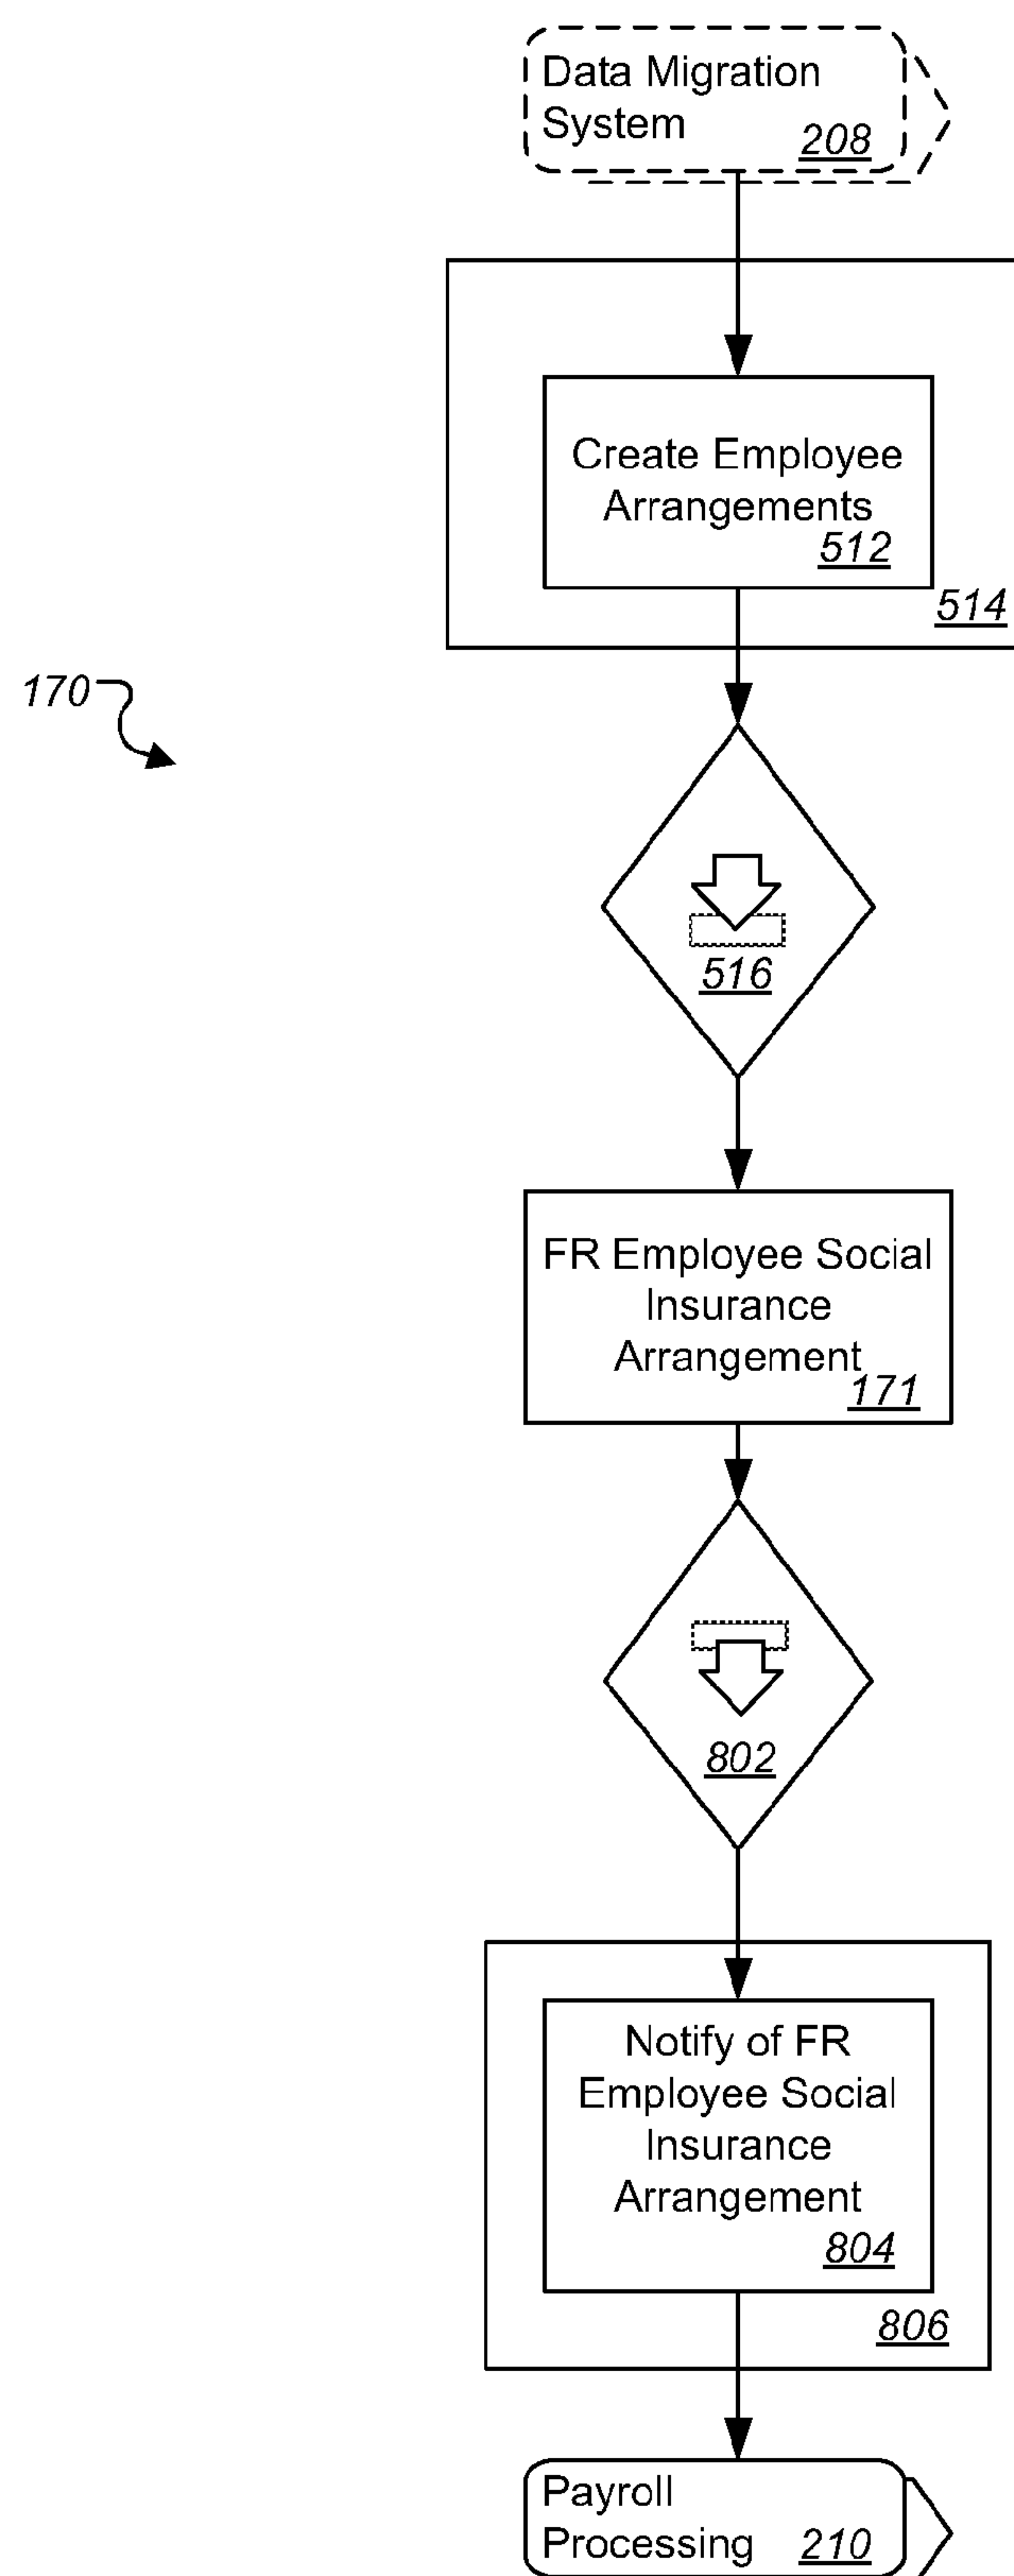 Data Migration
System 208
Create Employee
Arrangements
512
514
170
516
FR Employee Social
Insurance
Arrangement
171
802
Notify of FR
Employee Social
Insurance
Arrangement
804
806
Payroll
Processing 210